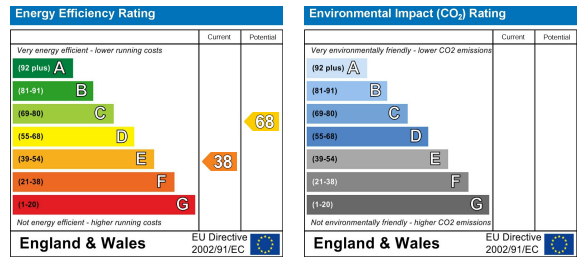 Energy Efficiency Rating
Current Potential
Very energy efficient - lower running costs
(92 plus) A
(81-91) B
(69-80) C
(55-68) D
(39-54) E
(21-38) F
(1-20) G
68
38
Not energy efficient - higher running costs
England & Wales
EU Directive
2002/91/EC
Environmental Impact (CO₂) Rating
Current Potential
Very environmentally friendly - lower CO2 emissions
(92 plus) A
(81-91) B
(69-80) C
(55-68) D
(39-54) E
(21-38) F
(1-20) G
Not environmentally friendly - higher CO2 emissions
England & Wales
EU Directive
2002/91/EC